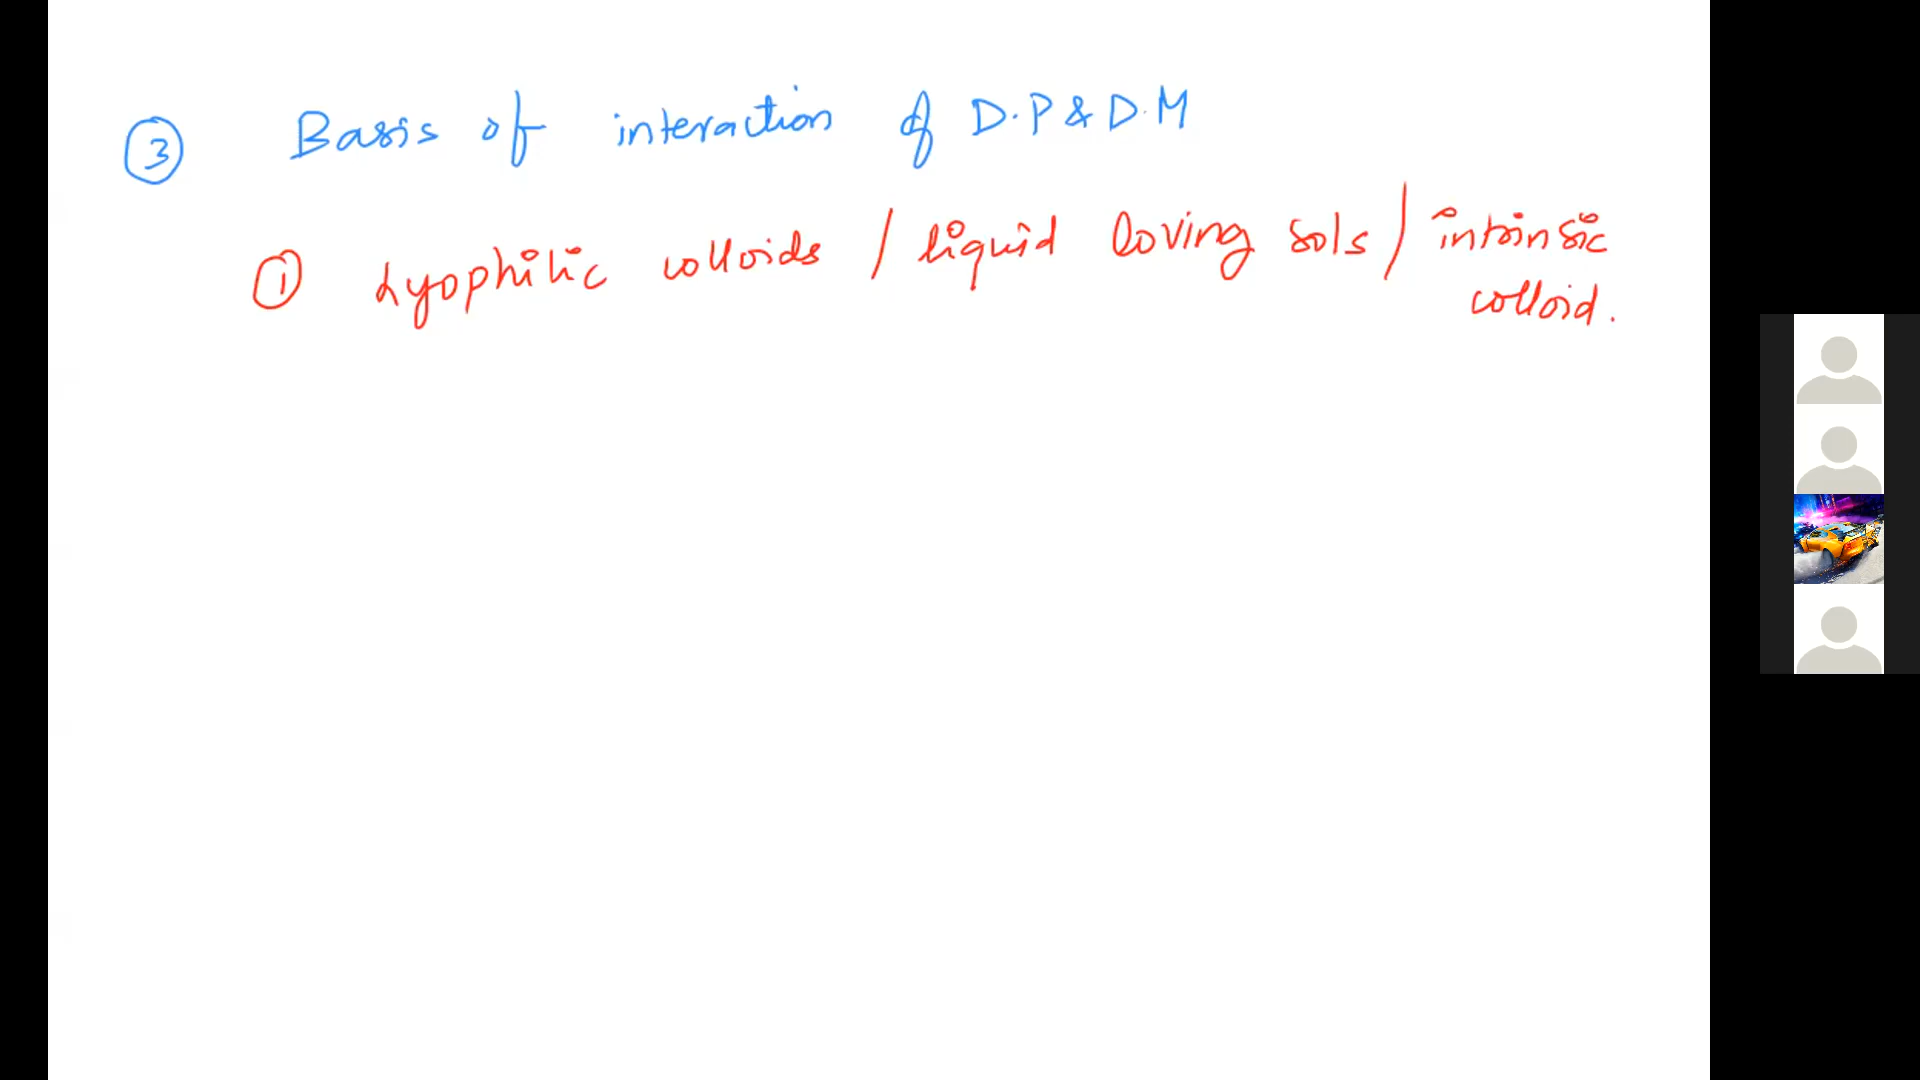 ③ Basis of interaction of D.P & D.M
① Lyophilic colloids / liquid loving sols / intrinsic
colloid.